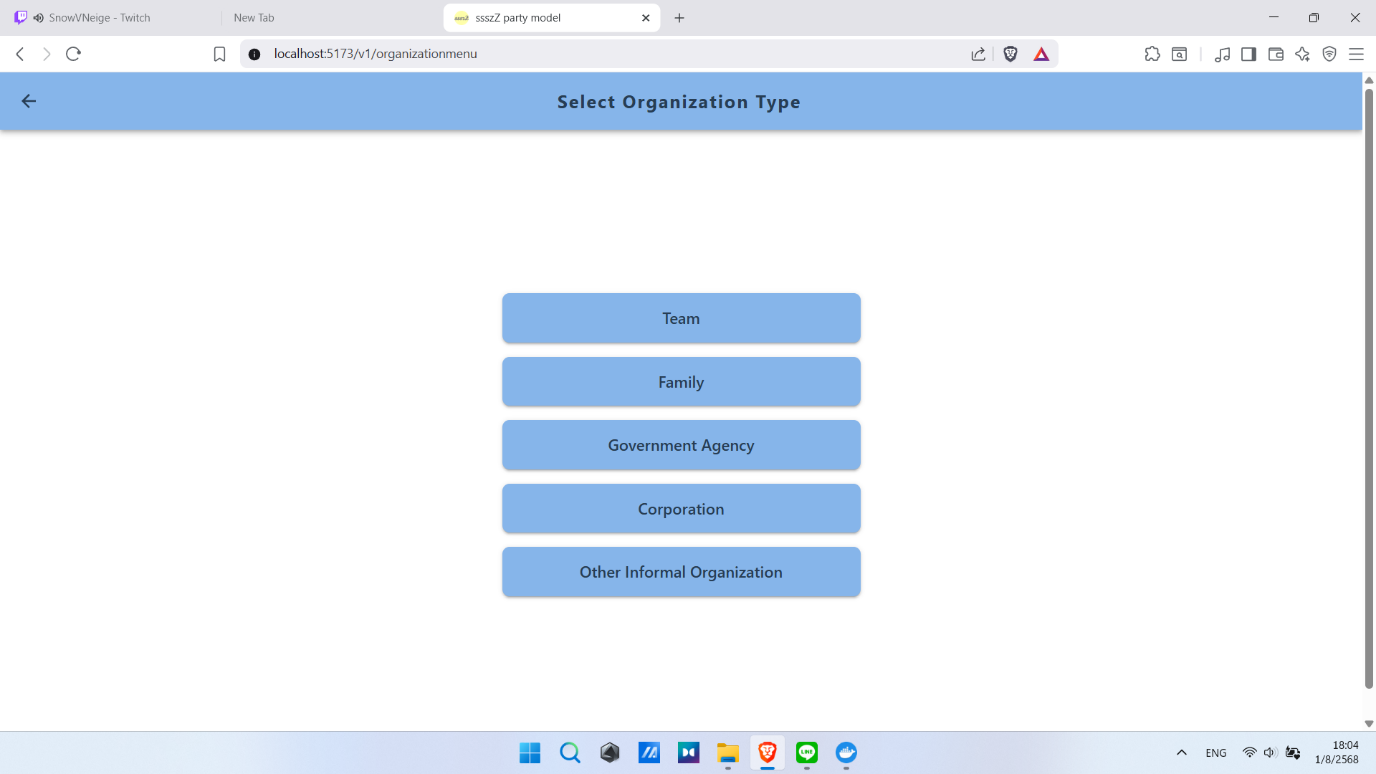 SnowVNeige - Twitch
New Tab
ssszZ party model
localhost:5173/v1/organizationmenu
Select Organization Type
Team
Family
Government Agency
Corporation
Other Informal Organization
ENG
18:04
1/8/2568
LINE